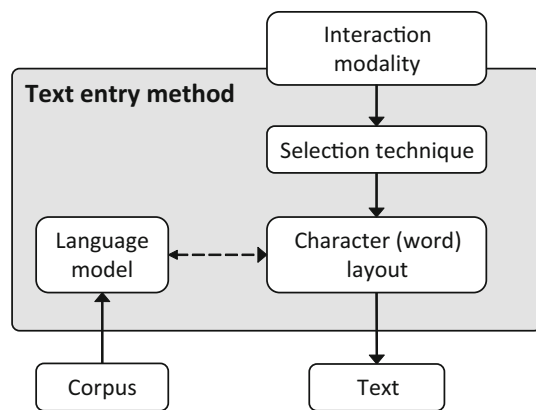 Interaction
modality
Text entry method
Selection technique
Language
model
Character (word)
layout
Corpus
Text